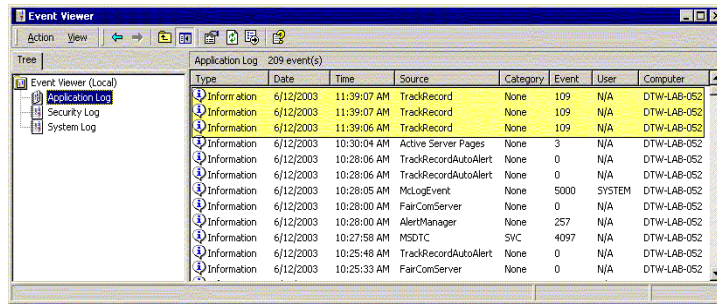 Event Viewer
Action View
Tree
Application Log 209 event(s)
Event Viewer (Local)
Application Log
Security Log
System Log
Type Date Time Source Category Event User Computer
Information 6/12/2003 11:39:07 AM TrackRecord None 109 N/A DTW-LAB-052
Information 6/12/2003 11:39:07 AM TrackRecord None 109 N/A DTW-LAB-052
Information 6/12/2003 11:39:06 AM TrackRecord None 109 N/A DTW-LAB-052
Information 6/12/2003 10:30:04 AM Active Server Pages None 3 N/A DTW-LAB-052
Information 6/12/2003 10:28:06 AM TrackRecordAutoAlert None 0 N/A DTW-LAB-052
Information 6/12/2003 10:28:06 AM TrackRecordAutoAlert None 0 N/A DTW-LAB-052
Information 6/12/2003 10:28:05 AM McLogEvent None 5000 SYSTEM DTW-LAB-052
Information 6/12/2003 10:28:00 AM FairComServer None 0 N/A DTW-LAB-052
Information 6/12/2003 10:28:00 AM AlertManager None 257 N/A DTW-LAB-052
Information 6/12/2003 10:27:58 AM MSDTC SVC 4097 N/A DTW-LAB-052
Information 6/12/2003 10:25:48 AM TrackRecordAutoAlert None 0 N/A DTW-LAB-052
Information 6/12/2003 10:25:33 AM FairComServer None 0 N/A DTW-LAB-052